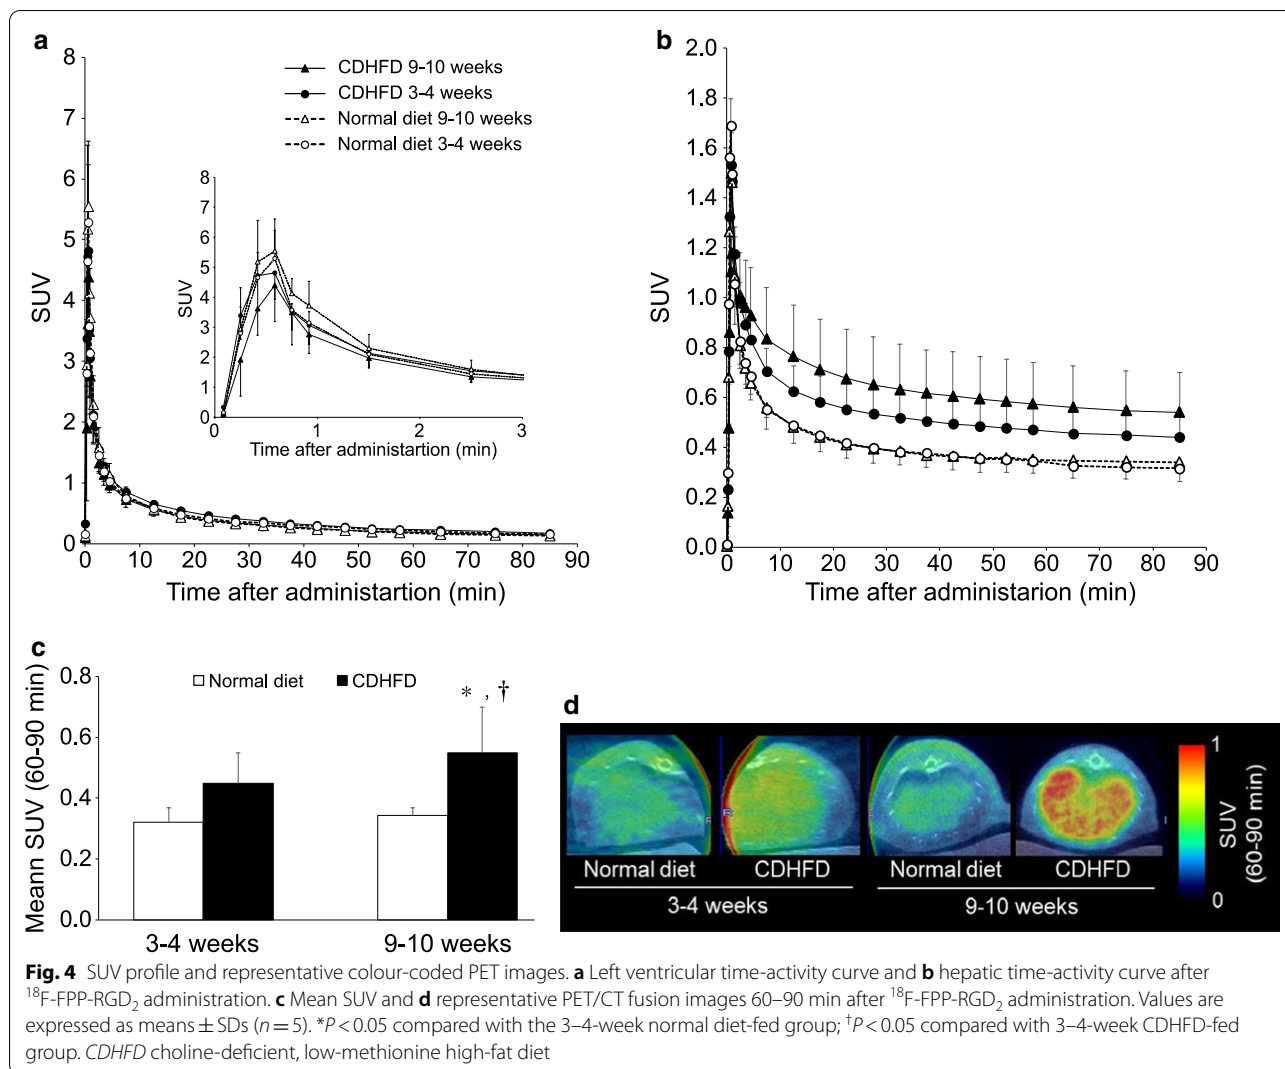 a
SUV
8
7
6
5
4
3
2
1
0
0 10 20 30 40 50 60 70 80 90
Time after administartion (min)
CDHFD 9-10 weeks
CDHFD 3-4 weeks
Normal diet 9-10 weeks
Normal diet 3-4 weeks
SUV
8
7
6
5
4
3
2
1
0
0 1 2 3
Time after administartion (min)
b
SUV
2.0
1.8
1.6
1.4
1.2
1.0
0.8
0.6
0.4
0.2
0.0
0 10 20 30 40 50 60 70 80 90
Time after administarion (min)
c
Meann SUV (60-90 min)
0.8
0.6
0.4
0.2
0.0
Normal diet CDHFD
* , †
3-4 weeks 9-10 weeks
d
Normal diet CDHFD Normal diet CDHFD
3-4 weeks 9-10 weeks
1
0
SUV
(60-90 min)
Fig. 4 SUV profile and representative colour-coded PET images. a Left ventricular time-activity curve and b hepatic time-activity curve after
¹⁸F-FPP-RGD₂ administration. c Mean SUV and d representative PET/CT fusion images 60–90 min after ¹⁸F-FPP-RGD₂ administration. Values are
expressed as means ± SDs (n = 5). *P < 0.05 compared with the 3–4-week normal diet-fed group; †P < 0.05 compared with 3–4-week CDHFD-fed
group. CDHFD choline-deficient, low-methionine high-fat diet